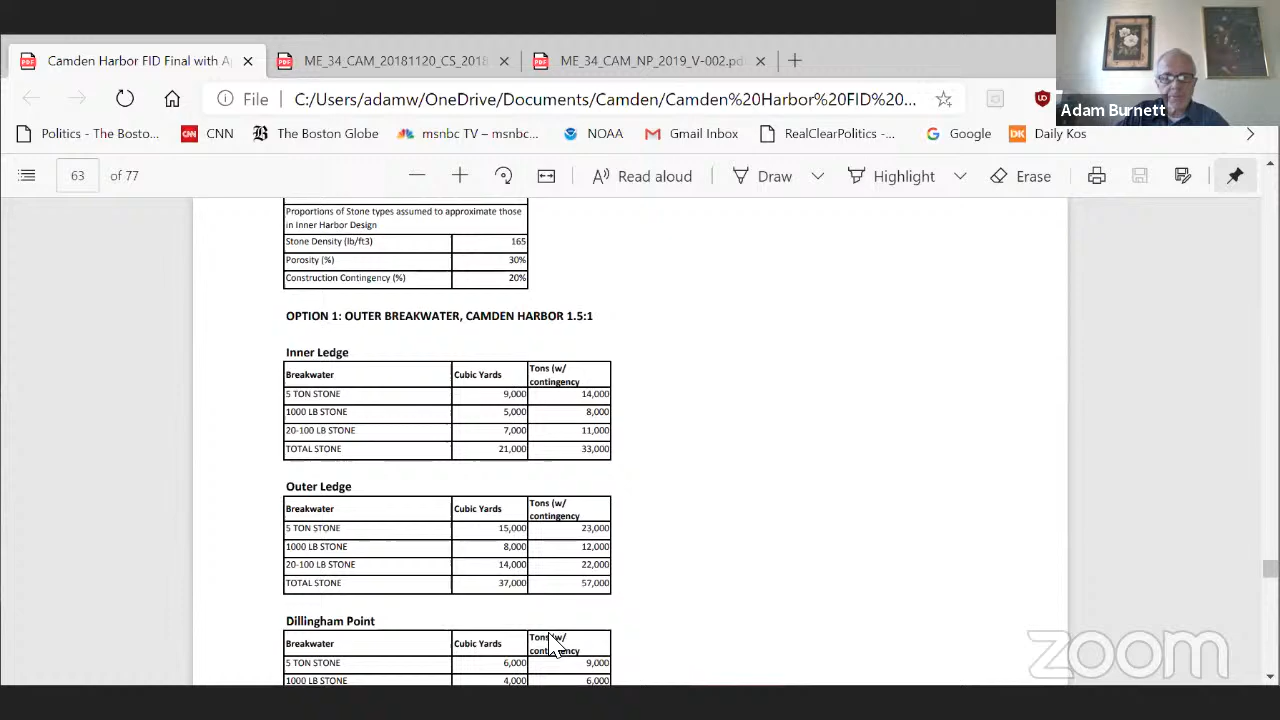 Camden Harbor FID Final with A
ME_34_CAM_20181120_CS_2018
ME_34_CAM_NP_2019_V-002.pd
File
C:/Users/adamw/OneDrive/Documents/Camden/Camden%20Harbor%20FID%20...
Adam Burnett
Politics - The Bosto...
CNN
The Boston Globe
msnbc TV – msnbc...
NOAA
Gmail Inbox
RealClearPolitics -...
Google
Daily Kos
63 of 77
Read aloud
Draw
Highlight
Erase
Proportions of Stone types assumed to approximate those
in Inner Harbor Design
Stone Density (lb/ft3) 165
Porosity (%) 30%
Construction Contingency (%) 20%
OPTION 1: OUTER BREAKWATER, CAMDEN HARBOR 1.5:1
Inner Ledge
Breakwater Cubic Yards Tons (w/
contingency
5 TON STONE 9,000 14,000
1000 LB STONE 5,000 8,000
20-100 LB STONE 7,000 11,000
TOTAL STONE 21,000 33,000
Outer Ledge
Breakwater Cubic Yards Tons (w/
contingency
5 TON STONE 15,000 23,000
1000 LB STONE 8,000 12,000
20-100 LB STONE 14,000 22,000
TOTAL STONE 37,000 57,000
Dillingham Point
Breakwater Cubic Yards Tons (w/
contingency
5 TON STONE 6,000 9,000
1000 LB STONE 4,000 6,000
zoom